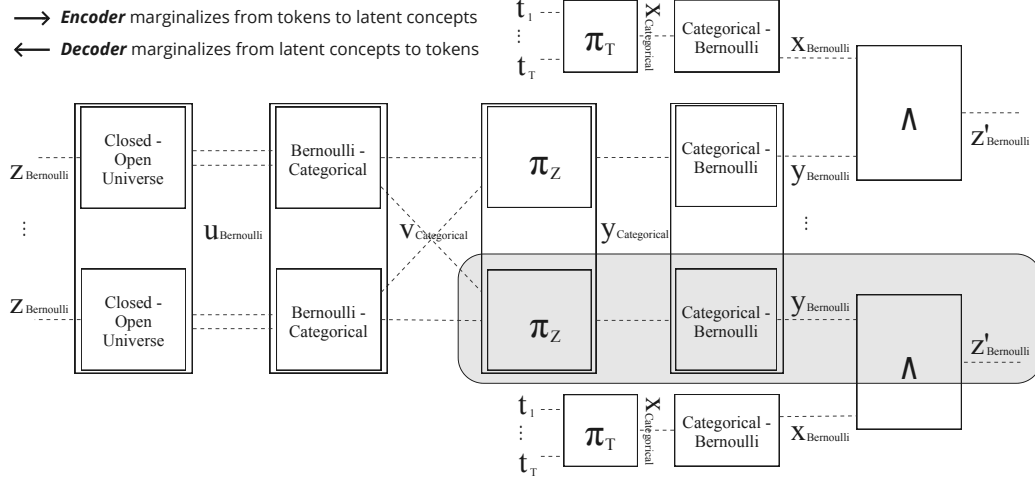 → Encoder marginalizes from tokens to latent concepts
← Decoder marginalizes from latent concepts to tokens
t1
⋮
tT
πT
xCategorical
Categorical -
Bernoulli
xBernoulli
∧
z'Bernoulli
zBernoulli
Closed -
Open
Universe
Bernoulli -
Categorical
πZ
Categorical -
Bernoulli
yBernoulli
⋮
uBernoulli
vCategorical
yCategorical
⋮
zBernoulli
Closed -
Open
Universe
Bernoulli -
Categorical
πZ
Categorical -
Bernoulli
yBernoulli
∧
z'Bernoulli
t1
⋮
tT
πT
xCategorical
Categorical -
Bernoulli
xBernoulli